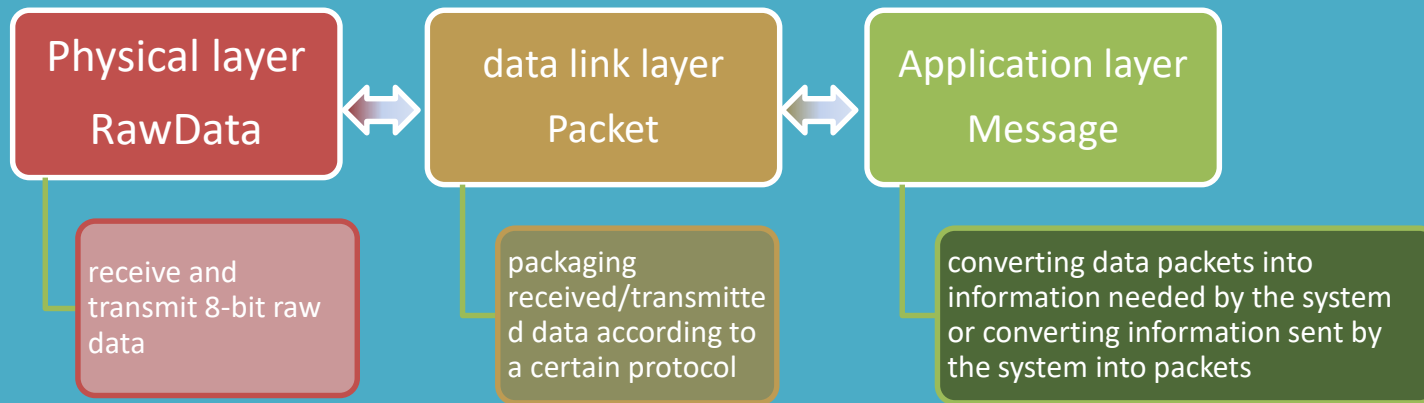 Physical layer
RawData
data link layer
Packet
Application layer
Message
receive and
transmit 8-bit raw
data
packaging
received/transmitte
d data according to
a certain protocol
converting data packets into
information needed by the system
or converting information sent by
the system into packets